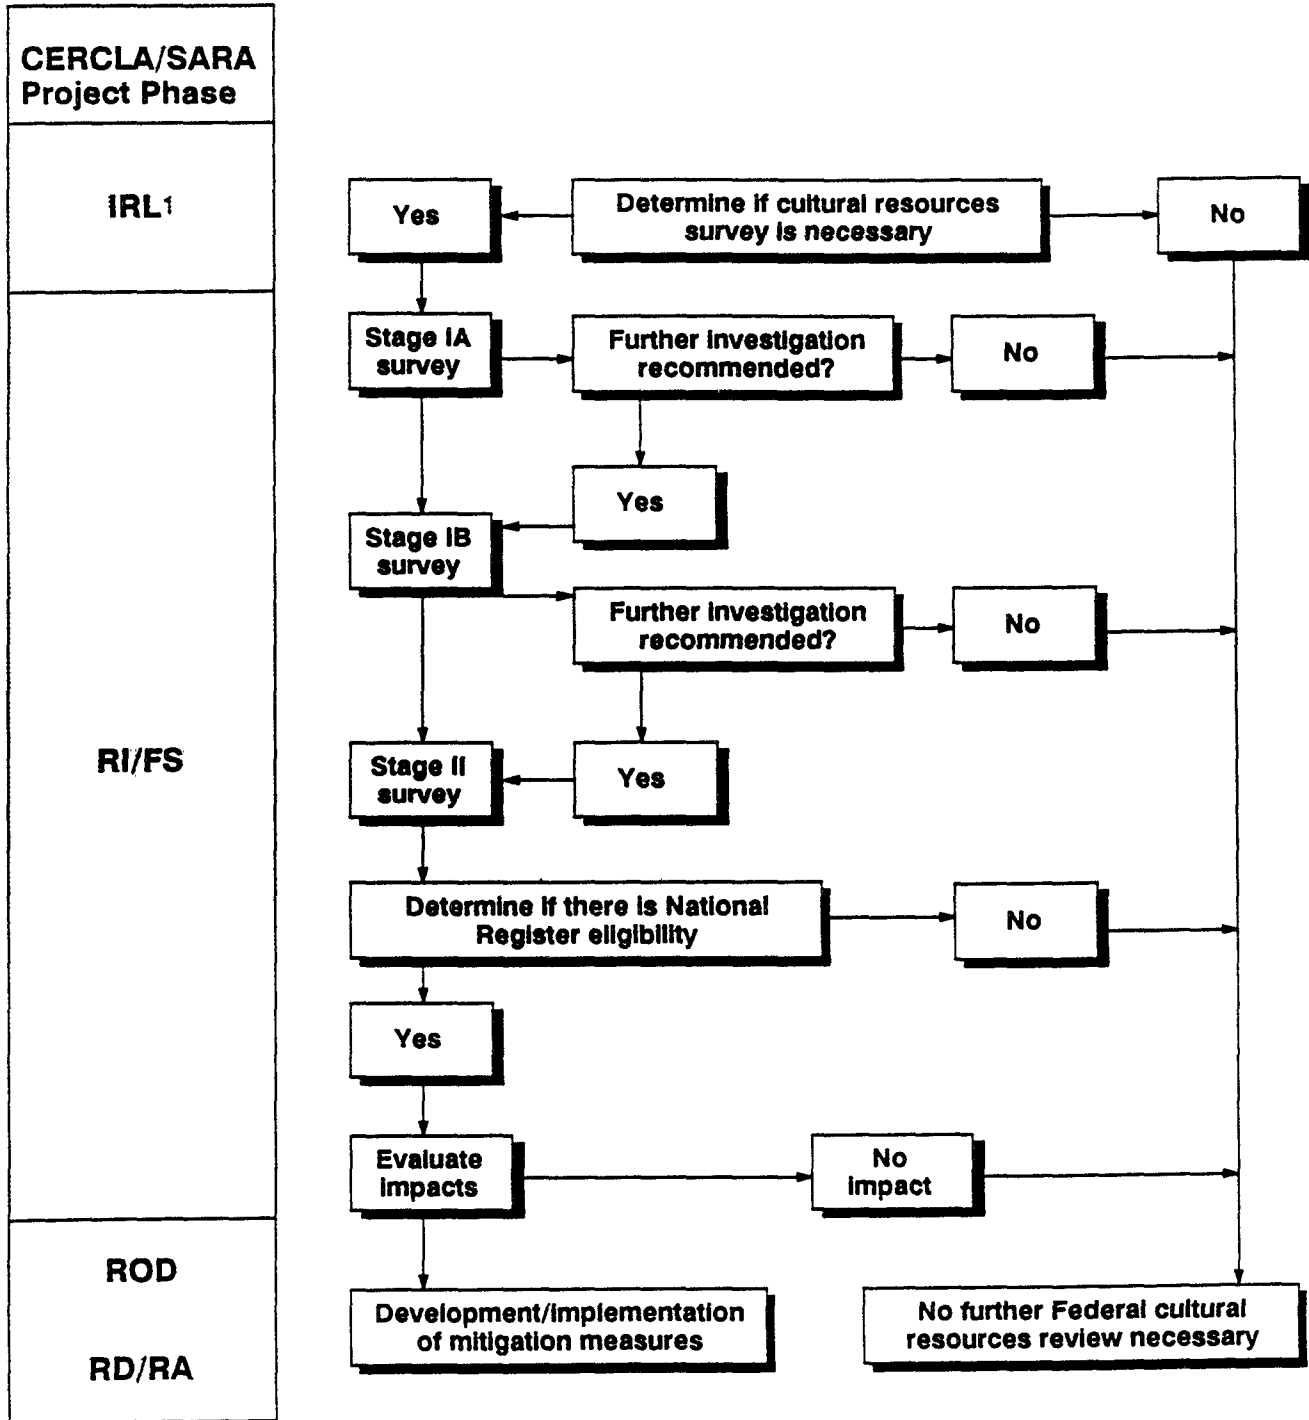 CERCLA/SARA
Project Phase
IRL1
Yes
Determine if cultural resources
survey is necessary
No
Stage IA
survey
Further investigation
recommended?
No
Yes
Stage IB
survey
Further investigation
recommended?
No
RI/FS
Stage II
survey
Yes
Determine if there is National
Register eligibility
No
Yes
Evaluate
impacts
No
impact
ROD
Development/implementation
of mitigation measures
No further Federal cultural
resources review necessary
RD/RA